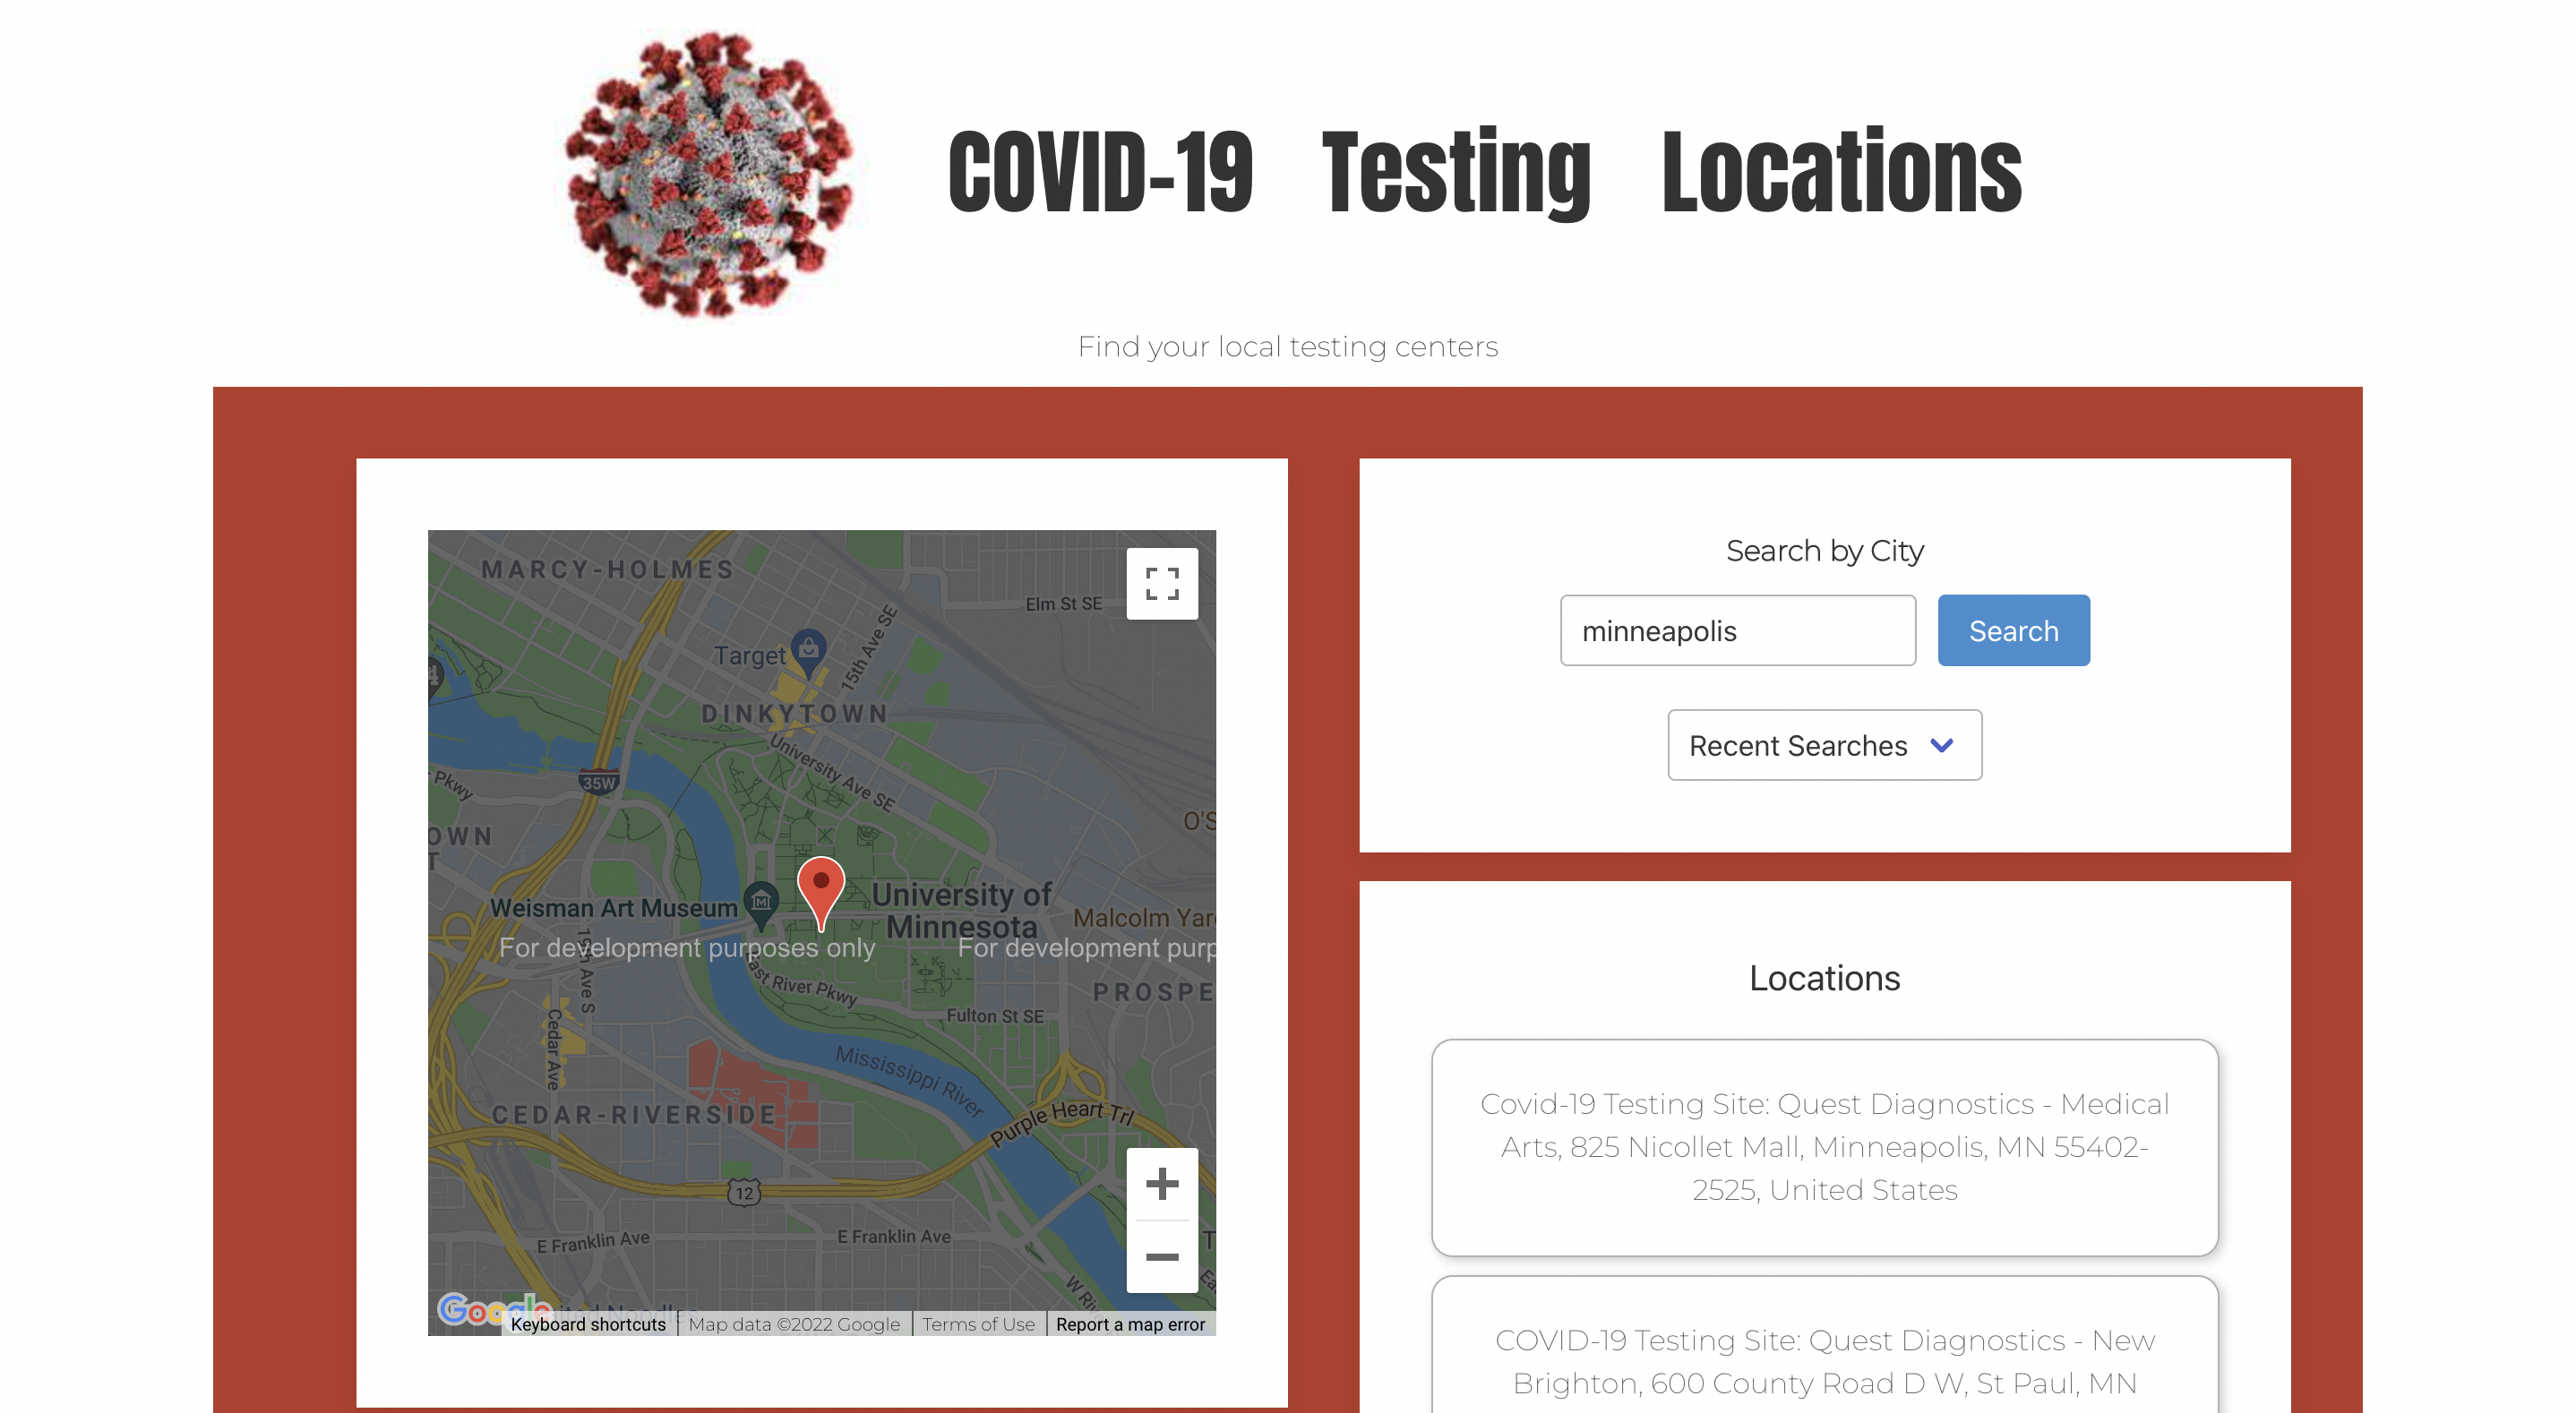 COVID-19 Testing Locations
Find your local testing centers
MARCY-HOLMES
Elm St SE
Target
15th Ave SE
DINKYTOWN
University Ave SE
35W
Pkwy
OWN
T
O'S
Weisman Art Museum
University of
Minnesota
Malcolm Yar
For development purposes only
For development purp
19th Ave S
East River Pkwy
PROSPE
Fulton St SE
Cedar Ave
Mississippi River
CEDAR-RIVERSIDE
Purple Heart Trl
12
E Franklin Ave
E Franklin Ave
W Riv
Google
Keyboard shortcuts
Map data ©2022 Google
Terms of Use
Report a map error
Search by City
minneapolis
Search
Recent Searches
Locations
Covid-19 Testing Site: Quest Diagnostics - Medical
Arts, 825 Nicollet Mall, Minneapolis, MN 55402-
2525, United States
COVID-19 Testing Site: Quest Diagnostics - New
Brighton, 600 County Road D W, St Paul, MN